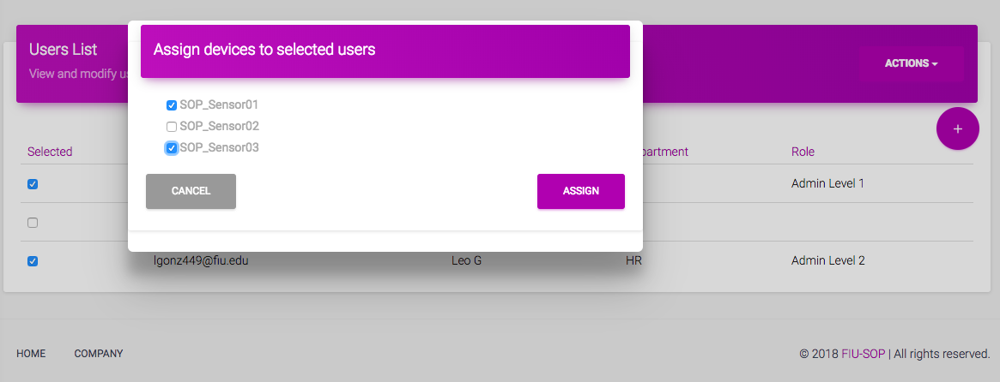 Users List
View and modify us
ACTIONS
Assign devices to selected users
SOP_Sensor01
SOP_Sensor02
SOP_Sensor03
CANCEL
ASSIGN
+
Selected
partment
Role
Admin Level 1
lgonz449@fiu.edu
Leo G
HR
Admin Level 2
HOME
COMPANY
© 2018 FIU-SOP | All rights reserved.